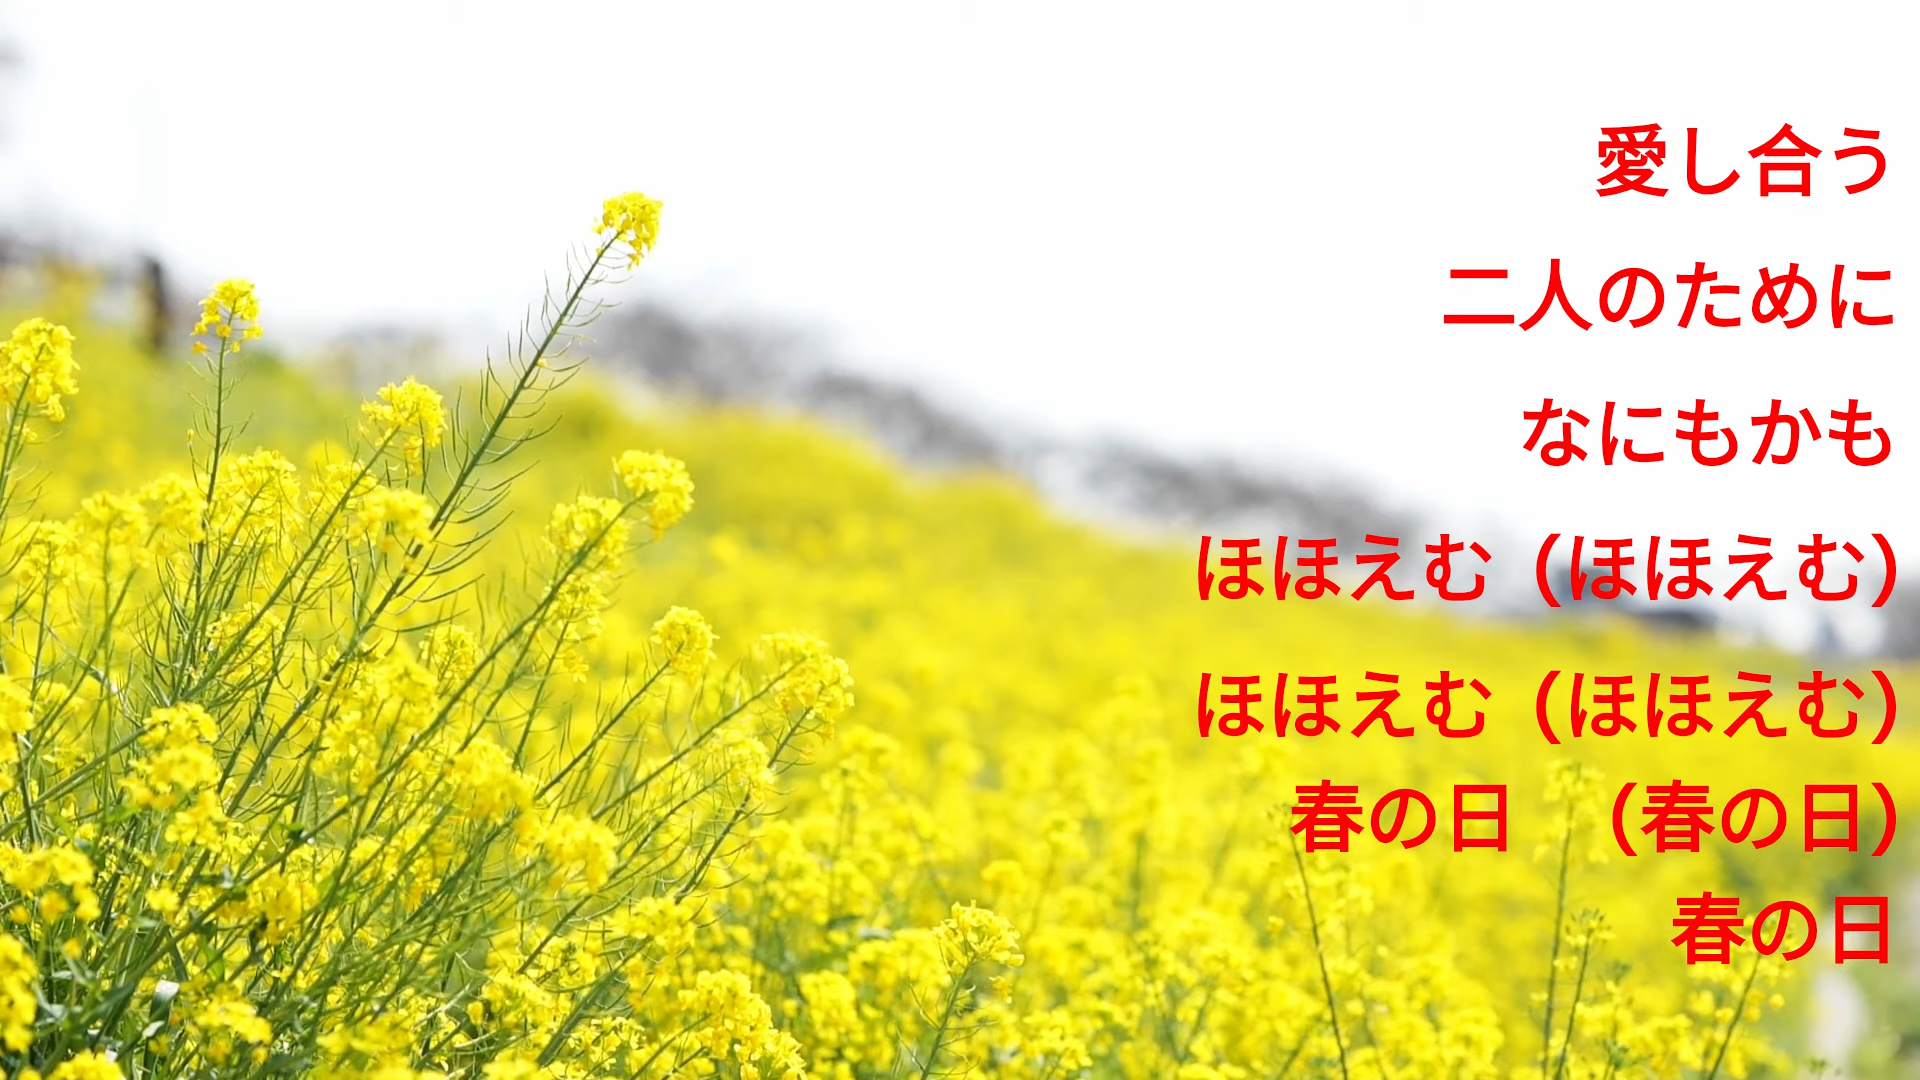 愛し合う
二人のために
なにもかも
ほほえむ（ほほえむ）
ほほえむ（ほほえむ）
春の日　（春の日）
春の日